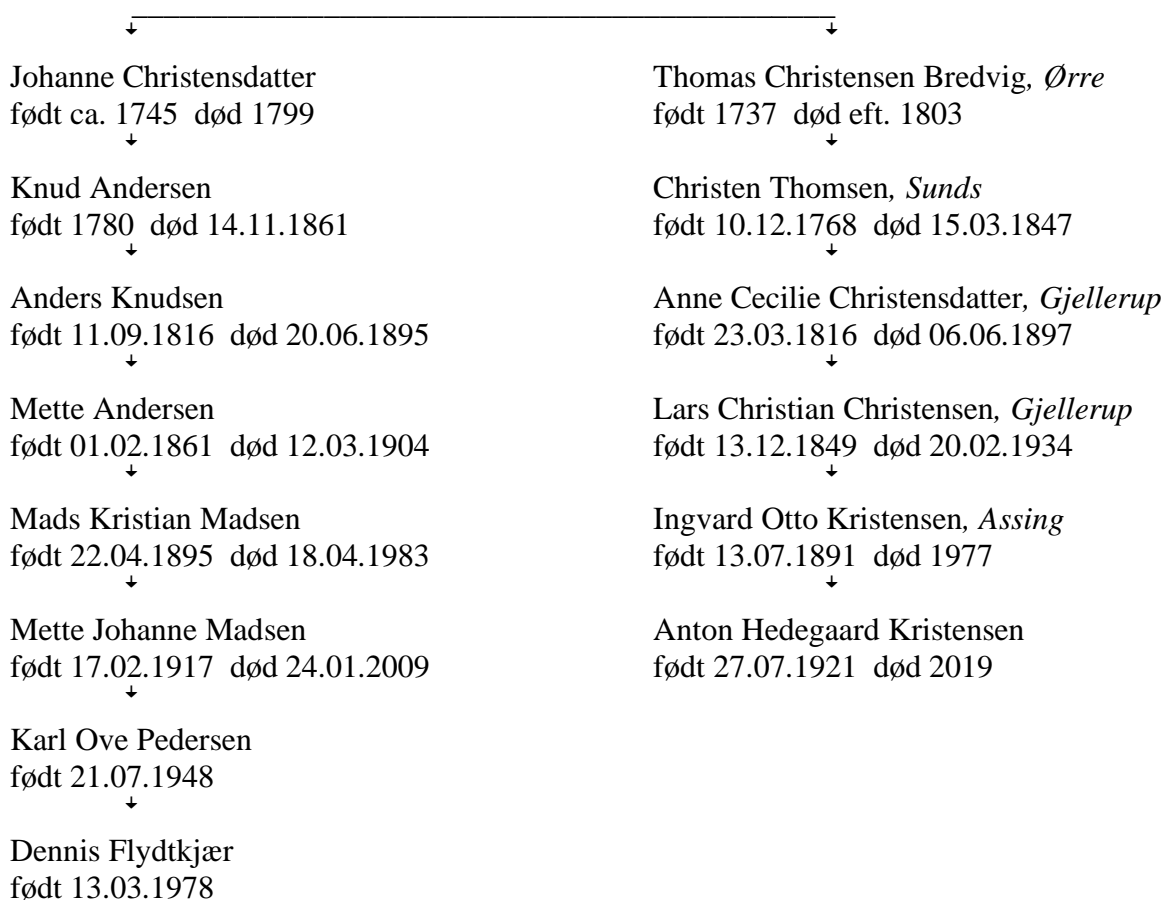 Johanne Christensdatter
født ca. 1745  død 1799
Knud Andersen
født 1780  død 14.11.1861
Anders Knudsen
født 11.09.1816  død 20.06.1895
Mette Andersen
født 01.02.1861  død 12.03.1904
Mads Kristian Madsen
født 22.04.1895  død 18.04.1983
Mette Johanne Madsen
født 17.02.1917  død 24.01.2009
Karl Ove Pedersen
født 21.07.1948
Dennis Flydtkjær
født 13.03.1978
Thomas Christensen Bredvig, Ørre
født 1737  død eft. 1803
Christen Thomsen, Sunds
født 10.12.1768  død 15.03.1847
Anne Cecilie Christensdatter, Gjellerup
født 23.03.1816  død 06.06.1897
Lars Christian Christensen, Gjellerup
født 13.12.1849  død 20.02.1934
Ingvard Otto Kristensen, Assing
født 13.07.1891  død 1977
Anton Hedegaard Kristensen
født 27.07.1921  død 2019